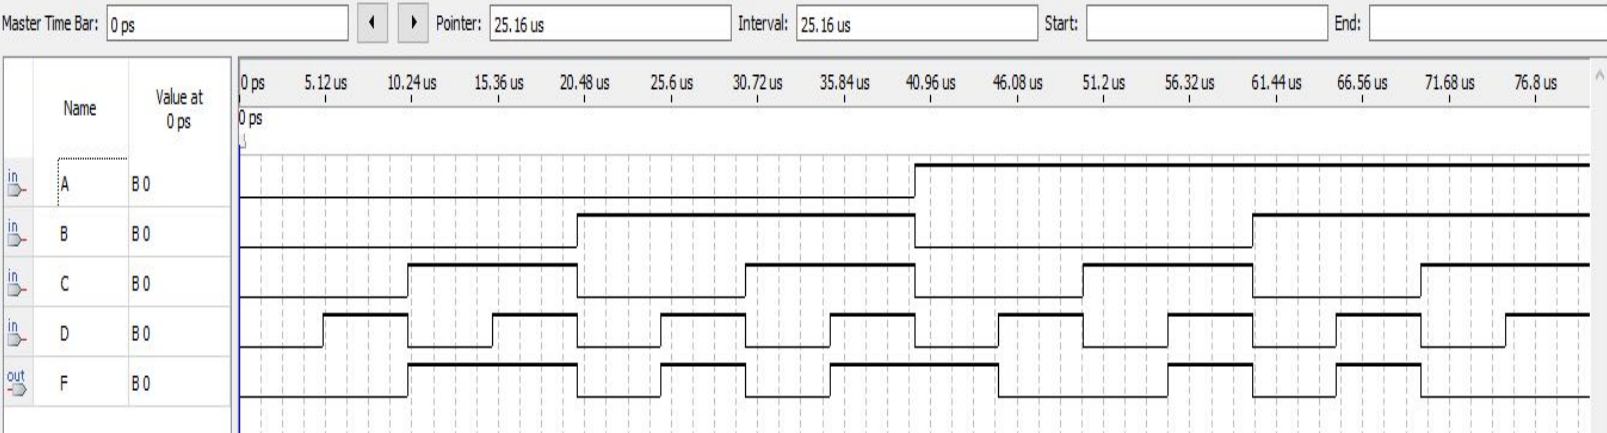 Master Time Bar: 0 ps Pointer: 25.16 us Interval: 25.16 us Start: End:
Name Value at 0 ps
0 ps 5.12 us 10.24 us 15.36 us 20.48 us 25.6 us 30.72 us 35.84 us 40.96 us 46.08 us 51.2 us 56.32 us 61.44 us 66.56 us 71.68 us 76.8 us
0 ps
in A B 0
in B B 0
in C B 0
in D B 0
out F B 0